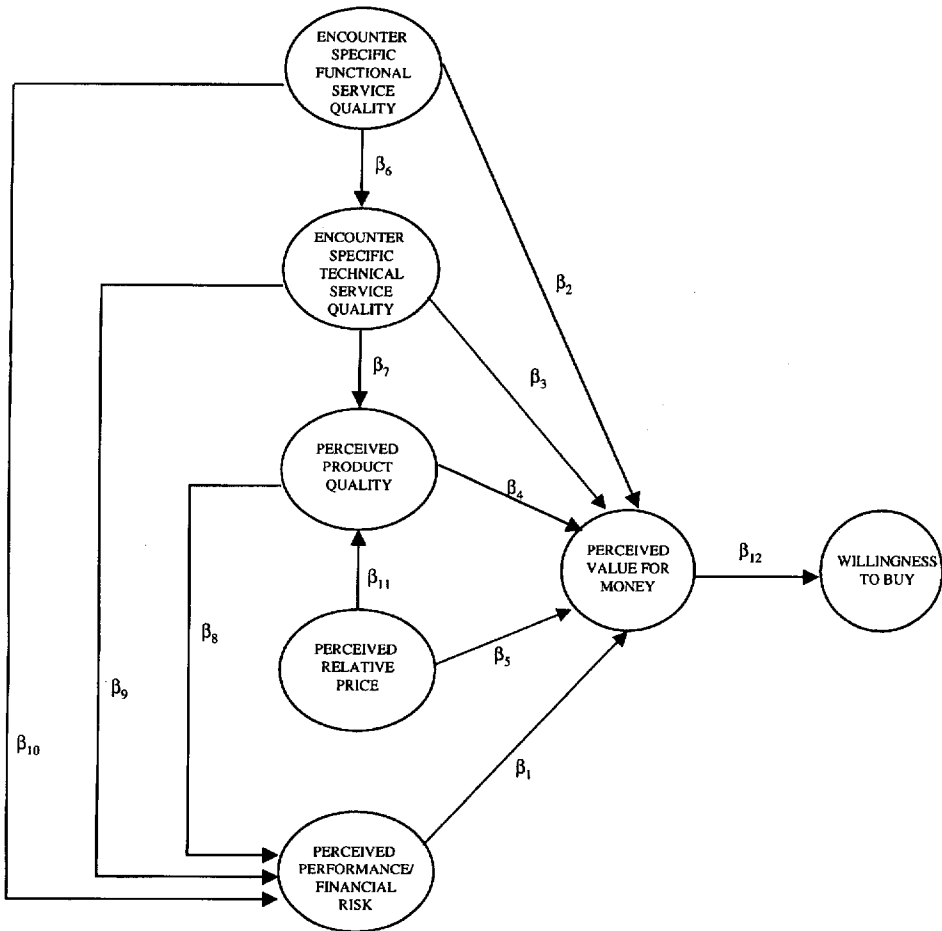 ENCOUNTER
SPECIFIC
FUNCTIONAL
SERVICE
QUALITY
β6
ENCOUNTER
SPECIFIC
TECHNICAL
SERVICE
QUALITY
β2
β3
β7
PERCEIVED
PRODUCT
QUALITY
β4
PERCEIVED
VALUE FOR
MONEY
β12
WILLINGNESS
TO BUY
β11
β8
PERCEIVED
RELATIVE
PRICE
β5
β9
β10
β1
PERCEIVED
PERFORMANCE/
FINANCIAL
RISK